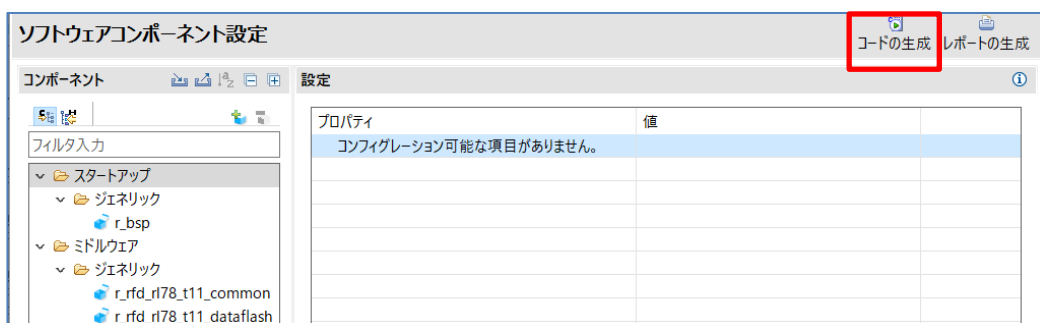 ソフトウェアコンポーネント設定
コードの生成 レポートの生成
コンポーネント
設定
フィルタ入力
スタートアップ
ジェネリック
r_bsp
ミドルウェア
ジェネリック
r_rfd_rl78_t11_common
r_rfd_rl78_t11_dataflash
プロパティ 値
コンフィグレーション可能な項目がありません。